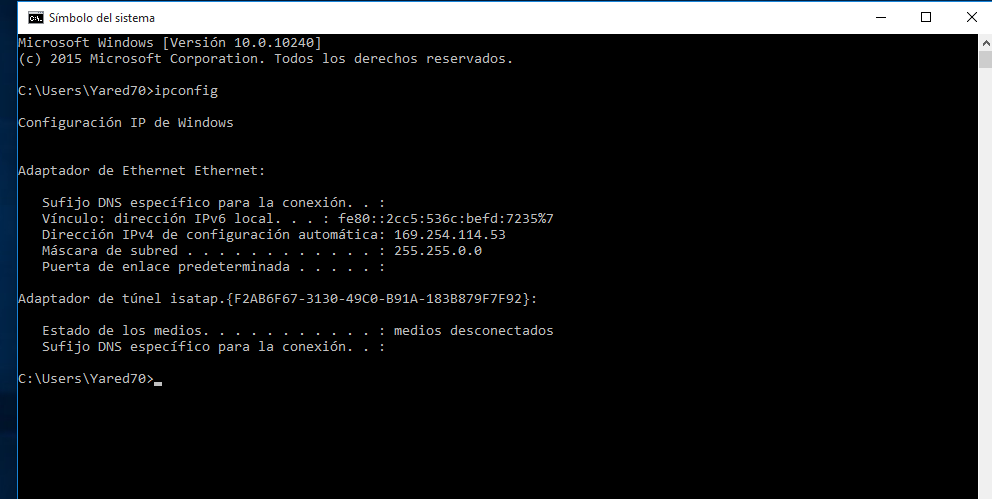 Símbolo del sistema
Microsoft Windows [Versión 10.0.10240]
(c) 2015 Microsoft Corporation. Todos los derechos reservados.
C:\Users\Yared70>ipconfig
Configuración IP de Windows
Adaptador de Ethernet Ethernet:
Sufijo DNS específico para la conexión. . :
Vínculo: dirección IPv6 local. . . : fe80::2cc5:536c:befd:7235%7
Dirección IPv4 de configuración automática: 169.254.114.53
Máscara de subred . . . . . . . . . . . . : 255.255.0.0
Puerta de enlace predeterminada . . . . . :
Adaptador de túnel isatap.{F2AB6F67-3130-49C0-B91A-183B879F7F92}:
Estado de los medios. . . . . . . . . . . : medios desconectados
Sufijo DNS específico para la conexión. . :
C:\Users\Yared70>